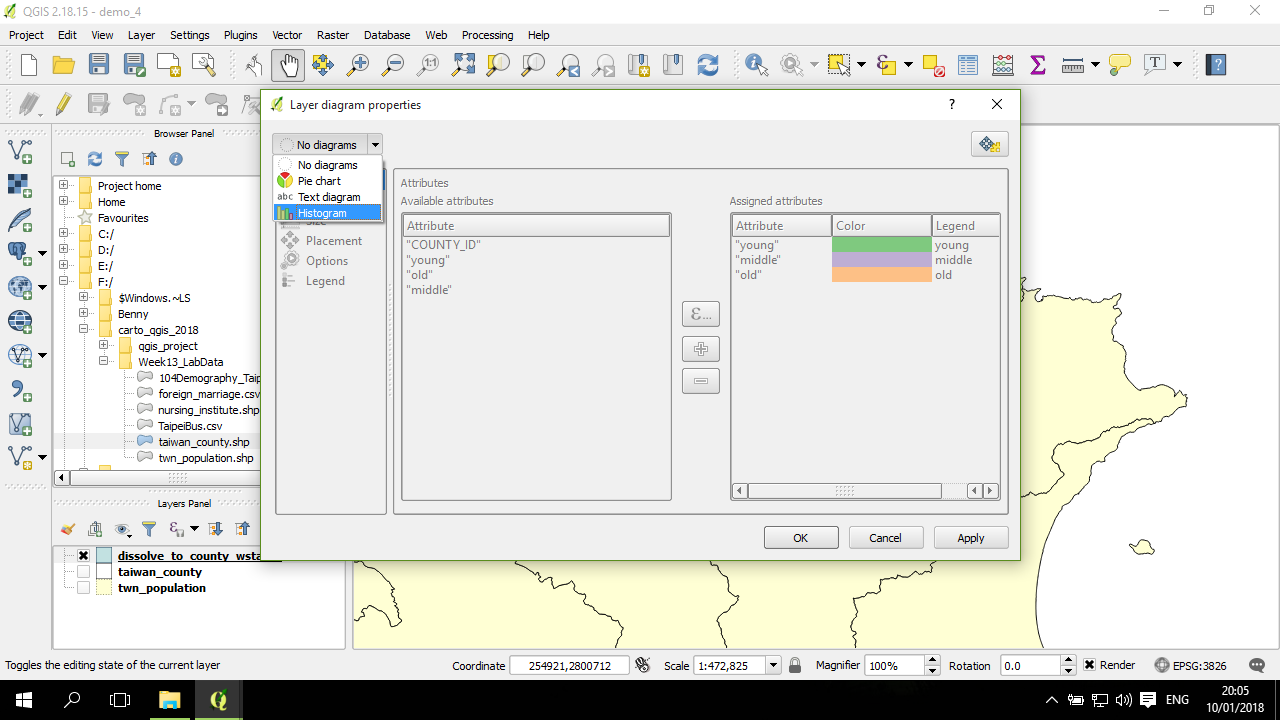 QGIS 2.18.15 - demo_4
Project Edit View Layer Settings Plugins Vector Raster Database Web Processing Help
Layer diagram properties
Browser Panel
Project home
Home
Favourites
C:/
D:/
E:/
F:/
$Windows.~LS
Benny
carto_qgis_2018
qgis_project
Week13_LabData
104Demography_Taip
foreign_marriage.csv
nursing_institute.shp
TaipeiBus.csv
taiwan_county.shp
twn_population.shp
No diagrams
No diagrams
Pie chart
abc Text diagram
Histogram
Size
Placement
Options
Legend
Attributes
Available attributes
Attribute
"COUNTY_ID"
"young"
"old"
"middle"
ε...
Assigned attributes
Attribute Color Legend
"young" young
"middle" middle
"old" old
OK Cancel Apply
Layers Panel
dissolve_to_county_wsta
taiwan_county
twn_population
Toggles the editing state of the current layer
Coordinate 254921,2800712 Scale 1:472,825 Magnifier 100% Rotation 0.0 Render EPSG:3826
ENG
20:05
10/01/2018